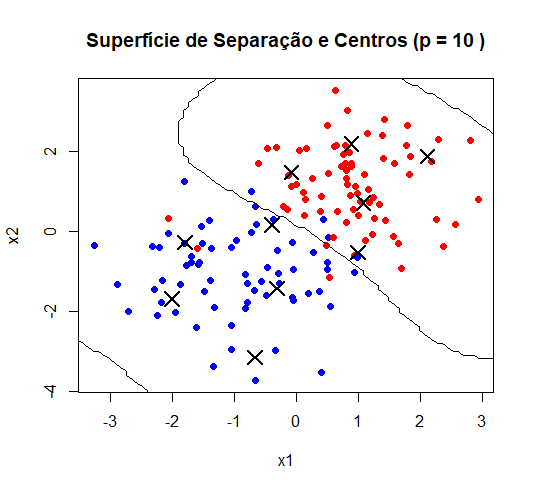 Superfície de Separação e Centros (p = 10 )
x2
2
0
-2
-4
-3 -2 -1 0 1 2 3
x1